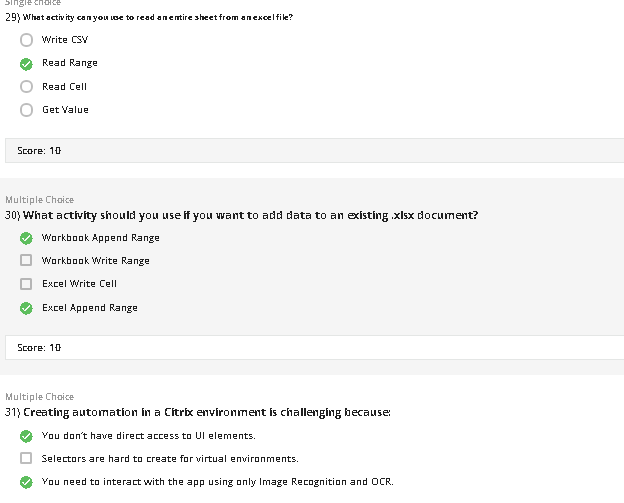 Single choice
29) What activity can you use to read an entire sheet from an excel file?
Write CSV
Read Range
Read Cell
Get Value
Score: 10
Multiple Choice
30) What activity should you use if you want to add data to an existing .xlsx document?
Workbook Append Range
Workbook Write Range
Excel Write Cell
Excel Append Range
Score: 10
Multiple Choice
31) Creating automation in a Citrix environment is challenging because:
You don't have direct access to UI elements.
Selectors are hard to create for virtual environments.
You need to interact with the app using only Image Recognition and OCR.